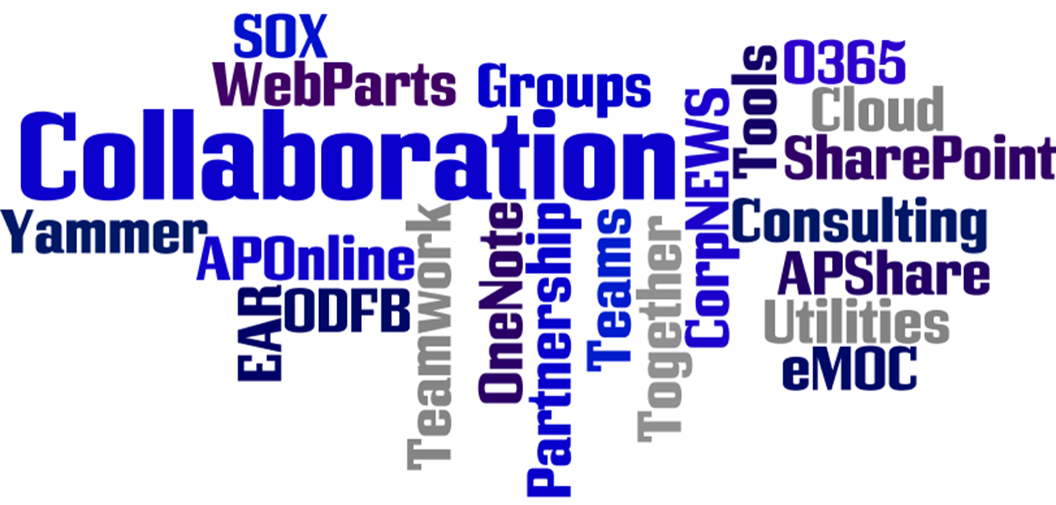 SOX
WebParts
Groups
Collaboration
Tools
O365
Cloud
SharePoint
CorpNEWS
Yammer
APOnline
EAR
ODFB
Teamwork
OneNote
Partnership
Teams
Together
Consulting
APShare
Utilities
eMOC